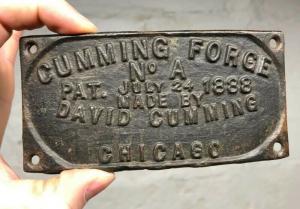 CUMMING FORGE
No A
PAT. JULY 24, 1888
MADE BY
DAVID CUMMING
CHICAGO